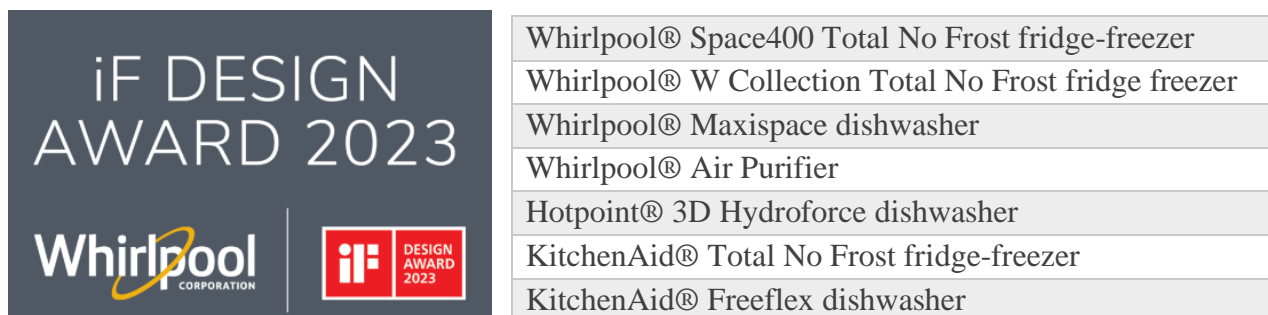 iF DESIGN
AWARD 2023
Whirlpool
CORPORATION
iF
DESIGN
AWARD
2023
Whirlpool® Space400 Total No Frost fridge-freezer
Whirlpool® W Collection Total No Frost fridge freezer
Whirlpool® Maxispace dishwasher
Whirlpool® Air Purifier
Hotpoint® 3D Hydroforce dishwasher
KitchenAid® Total No Frost fridge-freezer
KitchenAid® Freeflex dishwasher